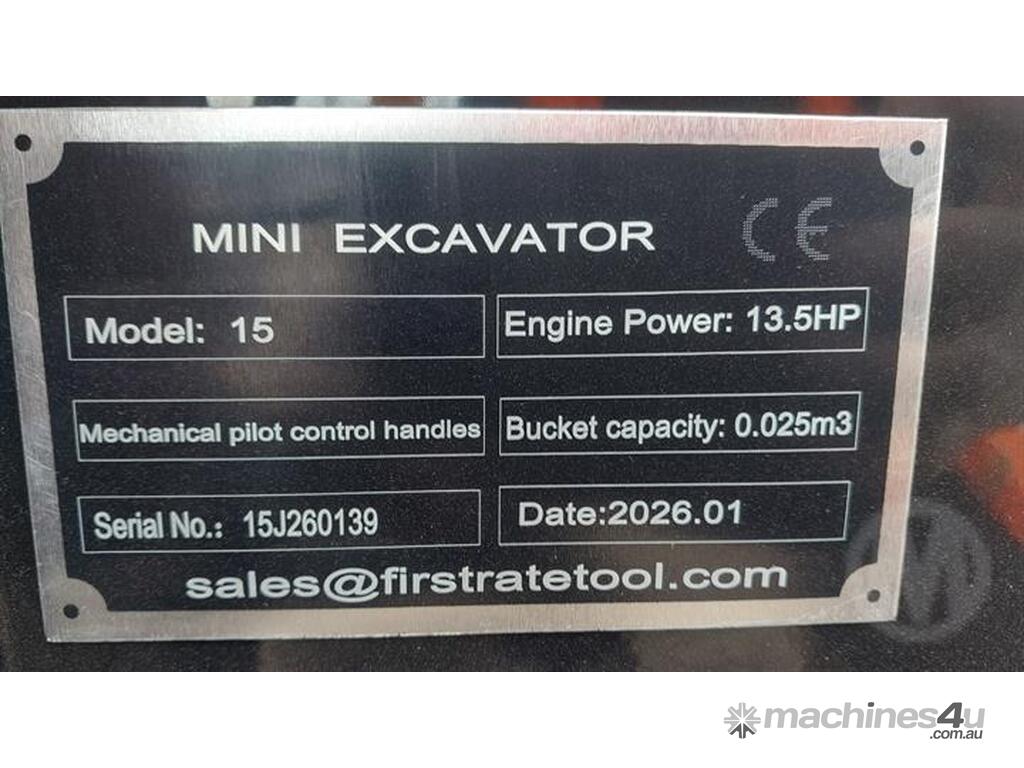 MINI EXCAVATOR CE
Model: 15
Engine Power: 13.5HP
Mechanical pilot control handles
Bucket capacity: 0.025m3
Serial No.: 15J260139
Date:2026.01
sales@firstratetool.com
machines4u
.com.au